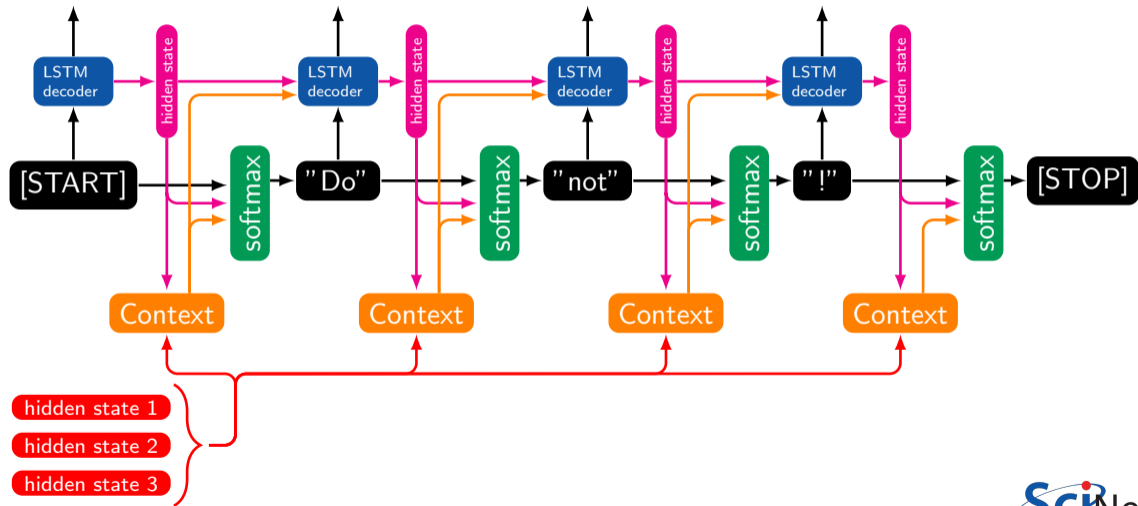 LSTM
decoder
hidden state
LSTM
decoder
hidden state
LSTM
decoder
hidden state
LSTM
decoder
hidden state
[START]
softmax
"Do"
softmax
"not"
softmax
"!"
softmax
[STOP]
Context
Context
Context
Context
hidden state 1
hidden state 2
hidden state 3